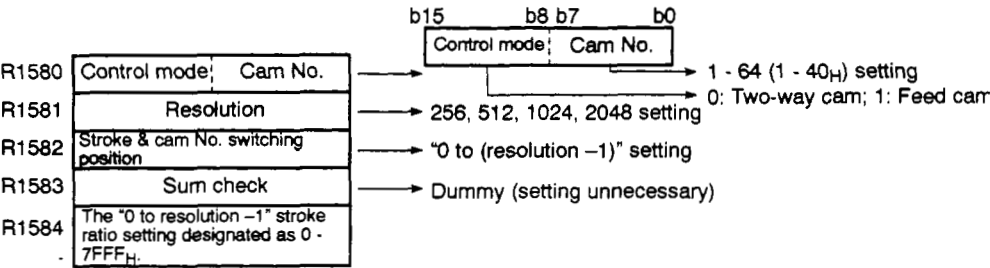 b15 b8 b7 b0
Control mode Cam No.
R1580 Control mode Cam No. 1 - 64 (1 - 40H) setting
0: Two-way cam; 1: Feed cam
R1581 Resolution 256, 512, 1024, 2048 setting
R1582 Stroke & cam No. switching
position "0 to (resolution –1)" setting
R1583 Sum check Dummy (setting unnecessary)
R1584 The "0 to resolution –1" stroke
ratio setting designated as 0 -
7FFFH.
-